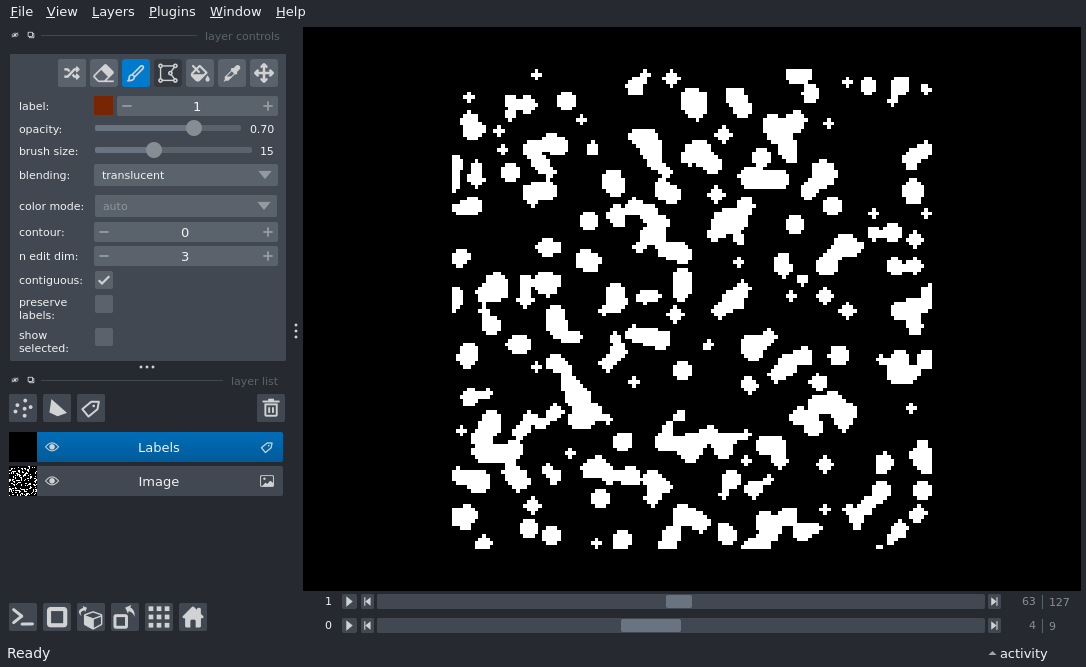 File View Layers Plugins Window Help
layer controls
label: 1
opacity: 0.70
brush size: 15
blending: translucent
color mode: auto
contour: 0
n edit dim: 3
contiguous:
preserve
labels:
show
selected:
layer list
Labels
Image
1 63 127
0 4 9
Ready activity